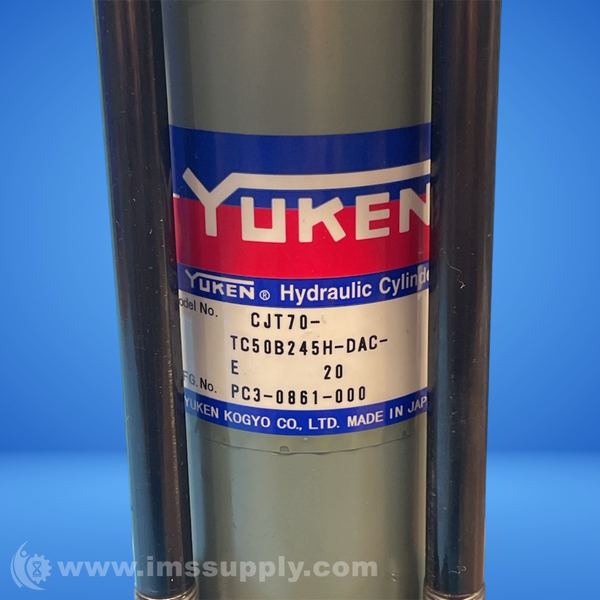 YUKEN
YUKEN ® Hydraulic Cylinde
odel No. CJT70-
TC50B245H-DAC-
E 20
FG.No. PC3-0861-000
YUKEN KOGYO CO., LTD. MADE IN JAP
www.imssupply.com